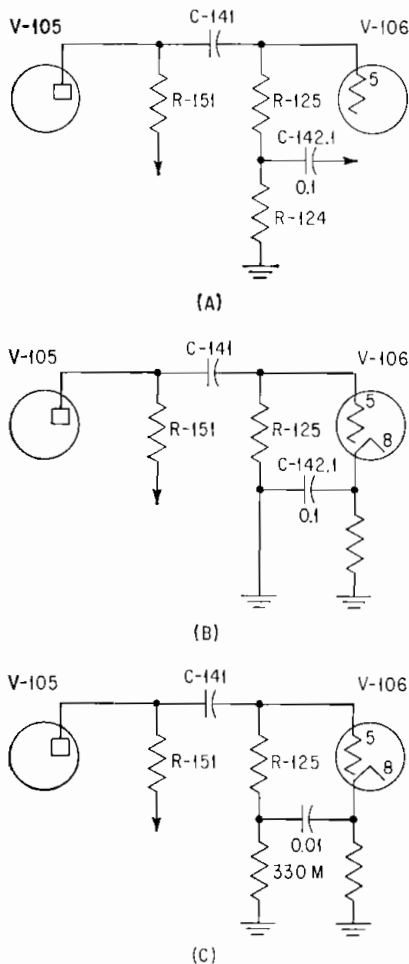 V-105 C-141 V-106
5
R-151 R-125
C-142.1
0.1
R-124
(A)
V-105 C-141 V-106
5
8
R-151 R-125
C-142.1
0.1
(B)
V-105 C-141 V-106
5
8
R-151 R-125
0.01
330 M
(C)